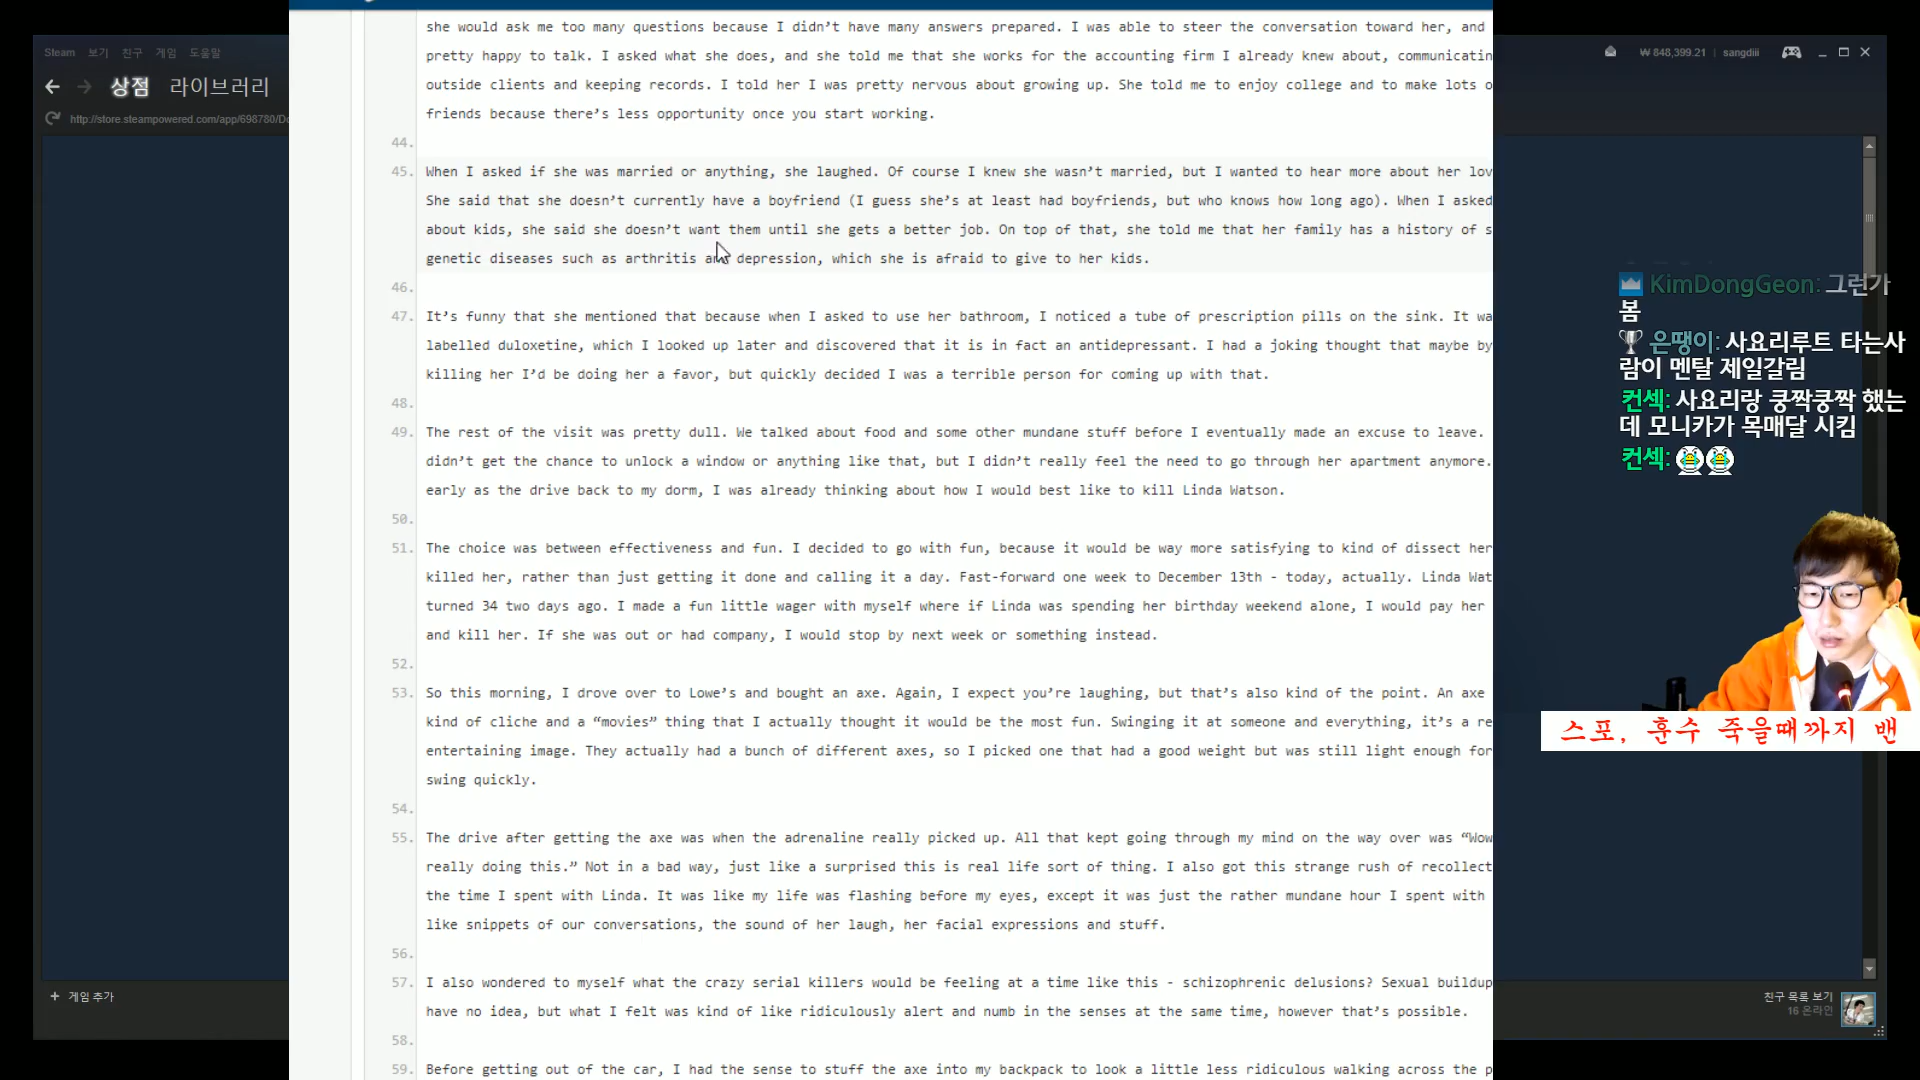 Steam 보기 친구 게임 도움말
상점 라이브러리
http://store.steampowered.com/app/698780/Do
₩ 848,399.21 | sangdiii
she would ask me too many questions because I didn’t have many answers prepared. I was able to steer the conversation toward her, and
pretty happy to talk. I asked what she does, and she told me that she works for the accounting firm I already knew about, communicatin
outside clients and keeping records. I told her I was pretty nervous about growing up. She told me to enjoy college and to make lots o
friends because there’s less opportunity once you start working.
44.
45. When I asked if she was married or anything, she laughed. Of course I knew she wasn’t married, but I wanted to hear more about her lov
She said that she doesn’t currently have a boyfriend (I guess she’s at least had boyfriends, but who knows how long ago). When I asked
about kids, she said she doesn’t want them until she gets a better job. On top of that, she told me that her family has a history of s
genetic diseases such as arthritis and depression, which she is afraid to give to her kids.
46.
47. It’s funny that she mentioned that because when I asked to use her bathroom, I noticed a tube of prescription pills on the sink. It wa
labelled duloxetine, which I looked up later and discovered that it is in fact an antidepressant. I had a joking thought that maybe by
killing her I’d be doing her a favor, but quickly decided I was a terrible person for coming up with that.
48.
49. The rest of the visit was pretty dull. We talked about food and some other mundane stuff before I eventually made an excuse to leave.
didn’t get the chance to unlock a window or anything like that, but I didn’t really feel the need to go through her apartment anymore.
early as the drive back to my dorm, I was already thinking about how I would best like to kill Linda Watson.
50.
51. The choice was between effectiveness and fun. I decided to go with fun, because it would be way more satisfying to kind of dissect her
killed her, rather than just getting it done and calling it a day. Fast-forward one week to December 13th - today, actually. Linda Wat
turned 34 two days ago. I made a fun little wager with myself where if Linda was spending her birthday weekend alone, I would pay her
and kill her. If she was out or had company, I would stop by next week or something instead.
52.
53. So this morning, I drove over to Lowe’s and bought an axe. Again, I expect you’re laughing, but that’s also kind of the point. An axe
kind of cliche and a “movies” thing that I actually thought it would be the most fun. Swinging it at someone and everything, it’s a re
entertaining image. They actually had a bunch of different axes, so I picked one that had a good weight but was still light enough for
swing quickly.
54.
55. The drive after getting the axe was when the adrenaline really picked up. All that kept going through my mind on the way over was “Wow
really doing this.” Not in a bad way, just like a surprised this is real life sort of thing. I also got this strange rush of recollect
the time I spent with Linda. It was like my life was flashing before my eyes, except it was just the rather mundane hour I spent with
like snippets of our conversations, the sound of her laugh, her facial expressions and stuff.
56.
57. I also wondered to myself what the crazy serial killers would be feeling at a time like this - schizophrenic delusions? Sexual buildup
have no idea, but what I felt was kind of like ridiculously alert and numb in the senses at the same time, however that’s possible.
58.
59. Before getting out of the car, I had the sense to stuff the axe into my backpack to look a little less ridiculous walking across the p
KimDongGeon: 그런가
봄
은땡이: 사요리루트 타는사
람이 멘탈 제일갈림
컨섹: 사요리랑 쿵짝쿵짝 했는
데 모니카가 목매달 시킴
컨섹:
스포, 훈수 죽을때까지 밴
+ 게임 추가
친구 목록 보기
16 온라인